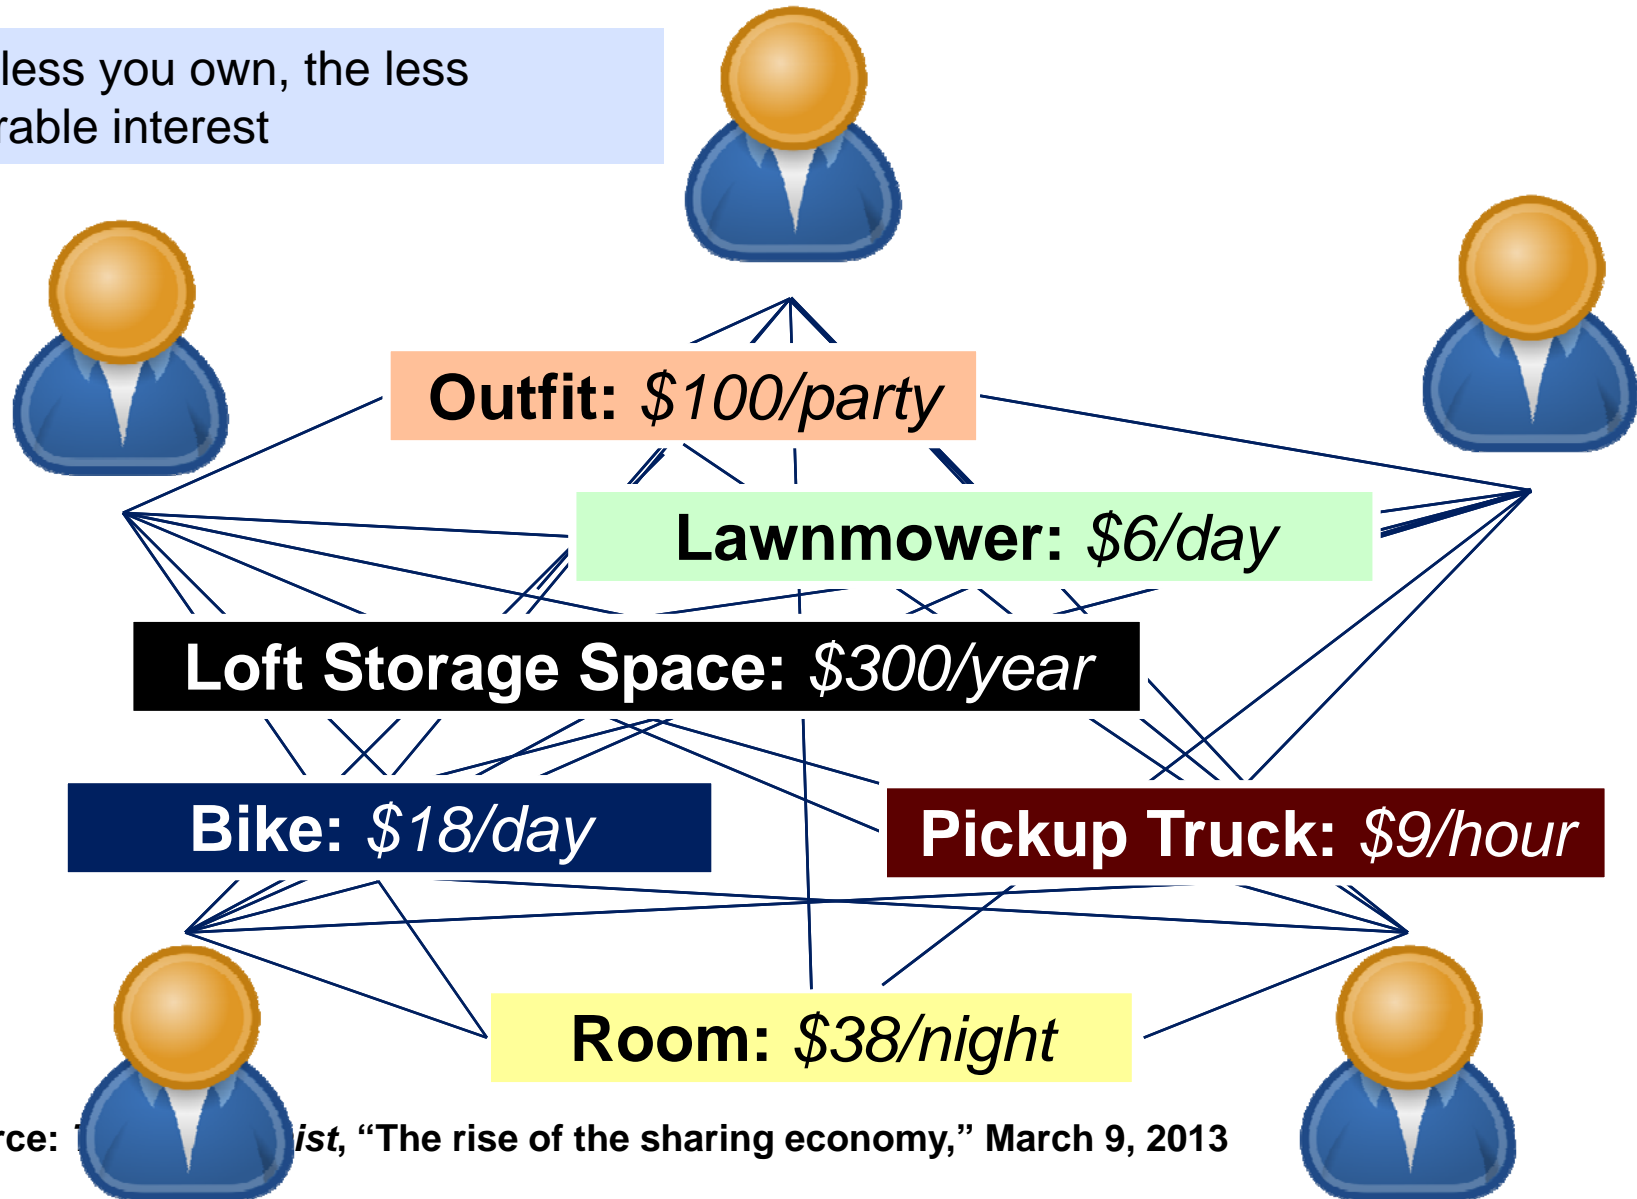 less you own, the less
rable interest
Outfit: $100/party
Lawnmower: $6/day
Loft Storage Space: $300/year
Bike: $18/day
Pickup Truck: $9/hour
Room: $38/night
rce: ist, “The rise of the sharing economy,” March 9, 2013